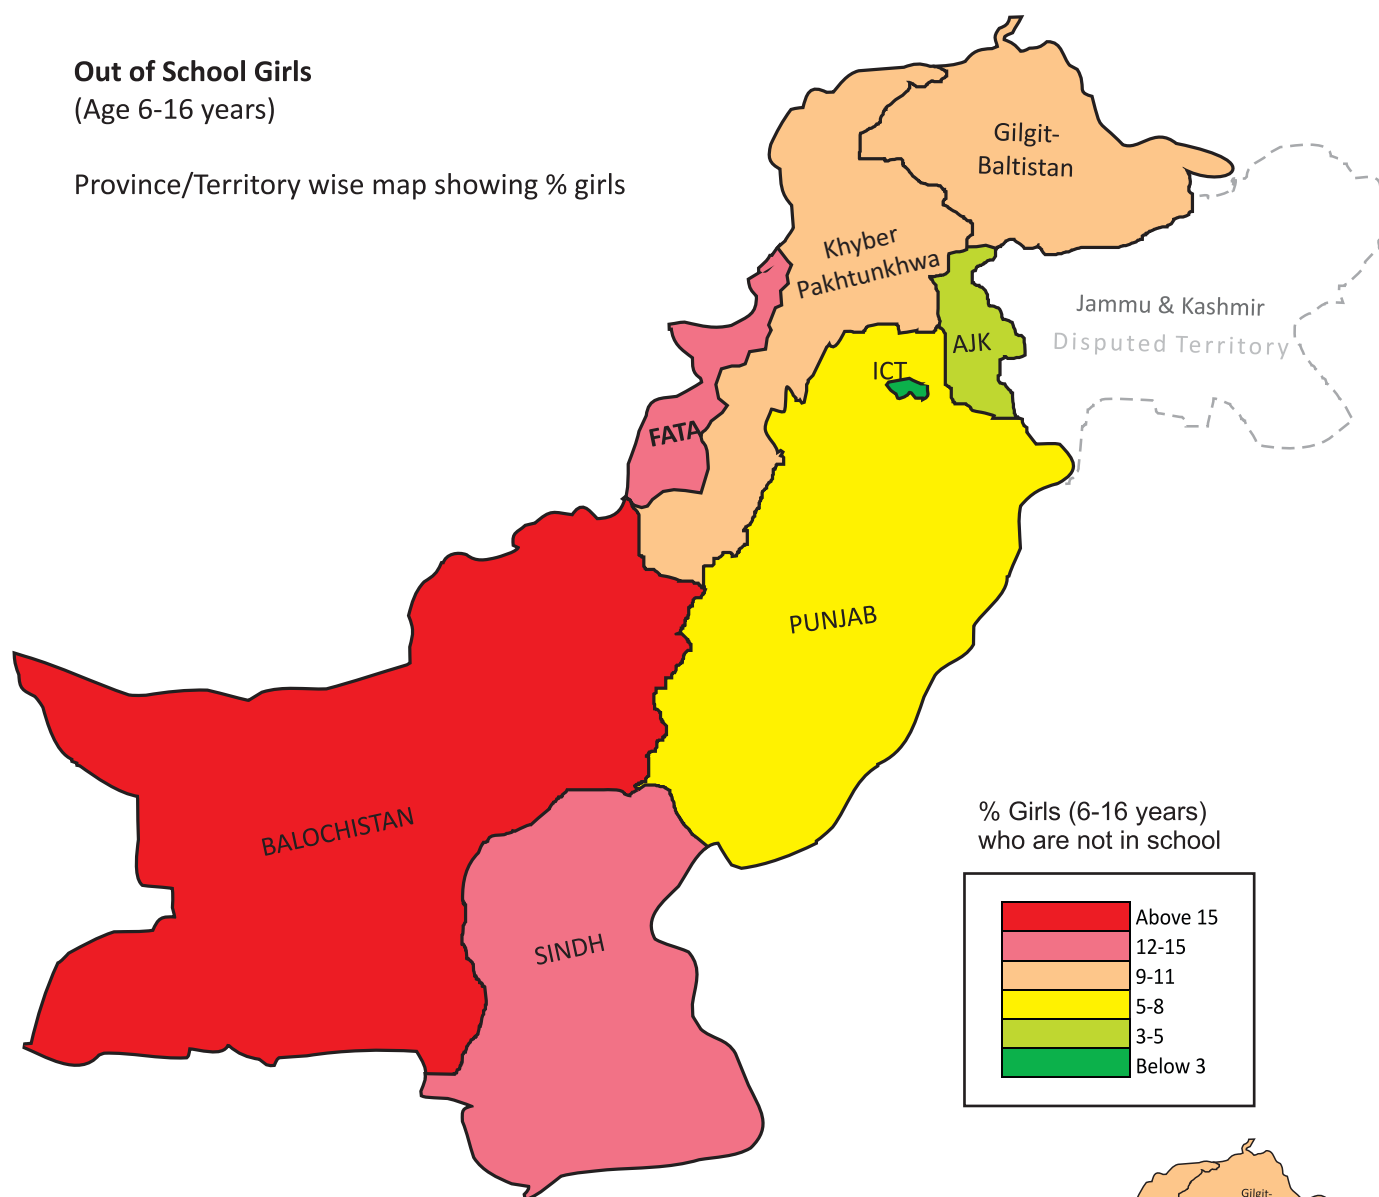 Out of School Girls
(Age 6-16 years)
Province/Territory wise map showing % girls
Gilgit-
Baltistan
Khyber
Pakhtunkhwa
Jammu & Kashmir
Disputed Territory
AJK
ICT
FATA
PUNJAB
BALOCHISTAN
SINDH
% Girls (6-16 years)
who are not in school
Above 15
12-15
9-11
5-8
3-5
Below 3
Gilgit-